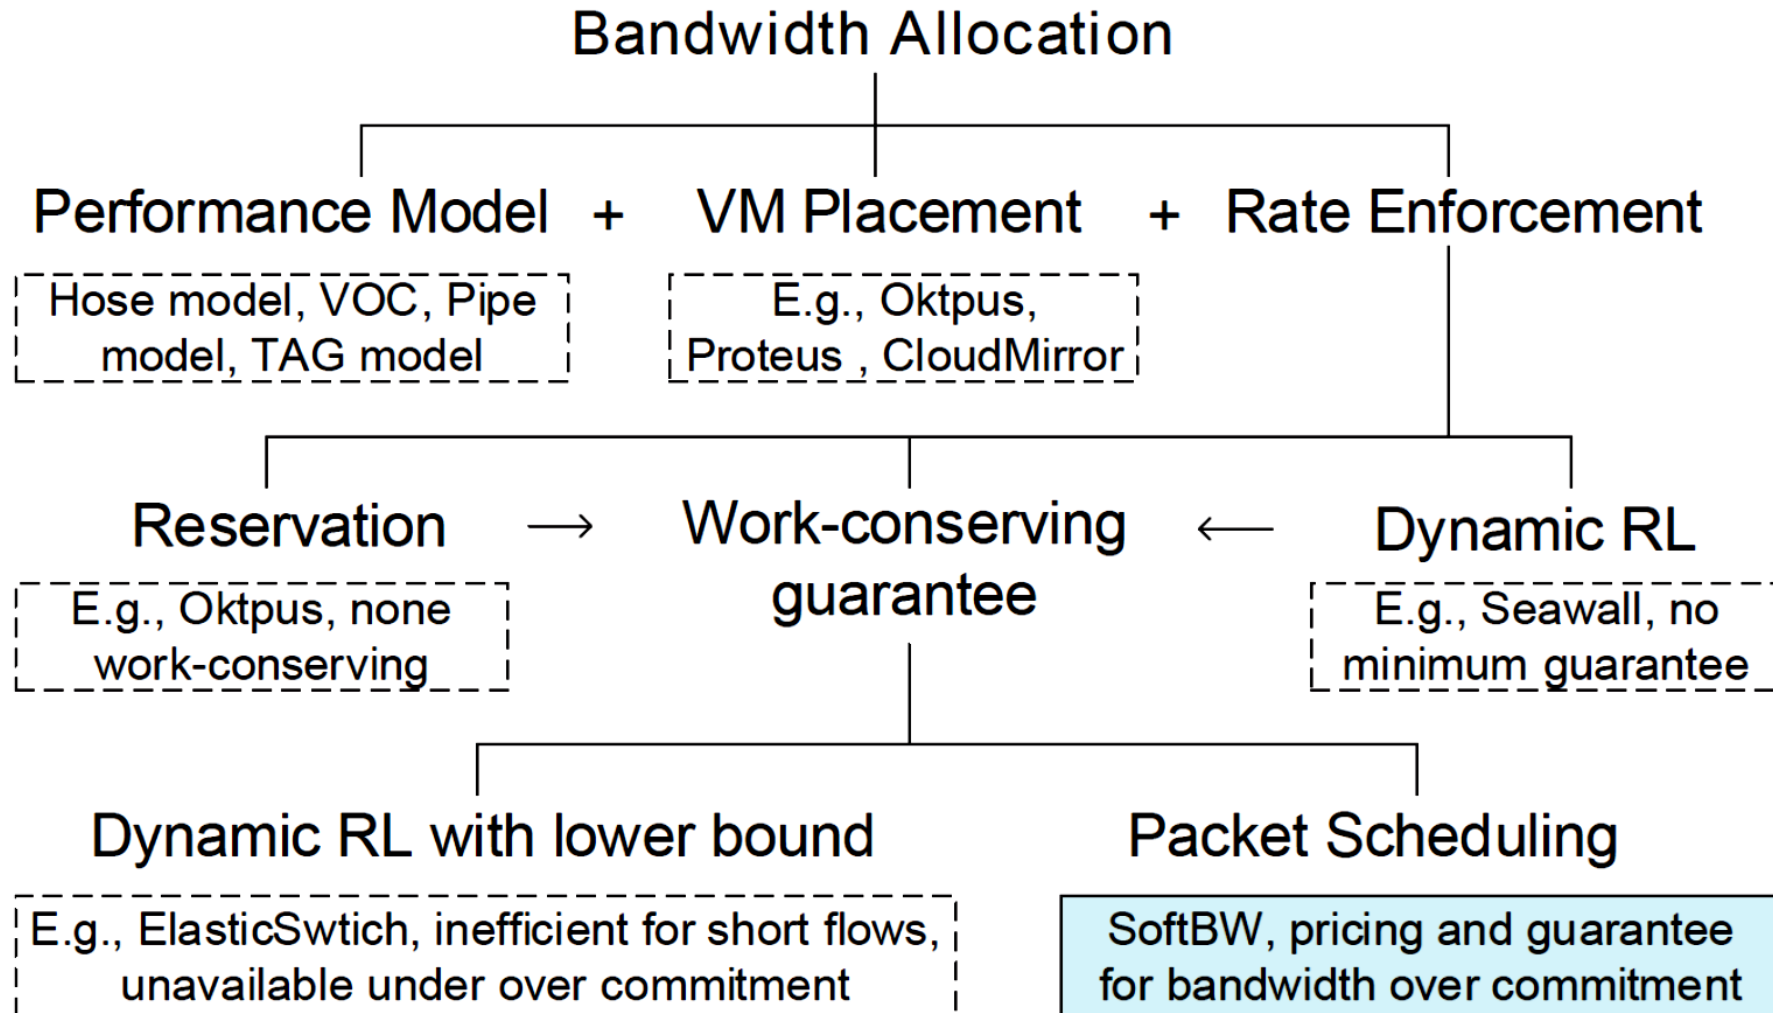 Bandwidth Allocation
Performance Model + VM Placement + Rate Enforcement
Hose model, VOC, Pipe
model, TAG model
E.g., Oktpus,
Proteus , CloudMirror
Reservation → Work-conserving
guarantee
← Dynamic RL
E.g., Oktpus, none
work-conserving
E.g., Seawall, no
minimum guarantee
Dynamic RL with lower bound
Packet Scheduling
E.g., ElasticSwtich, inefficient for short flows,
unavailable under over commitment
SoftBW, pricing and guarantee
for bandwidth over commitment